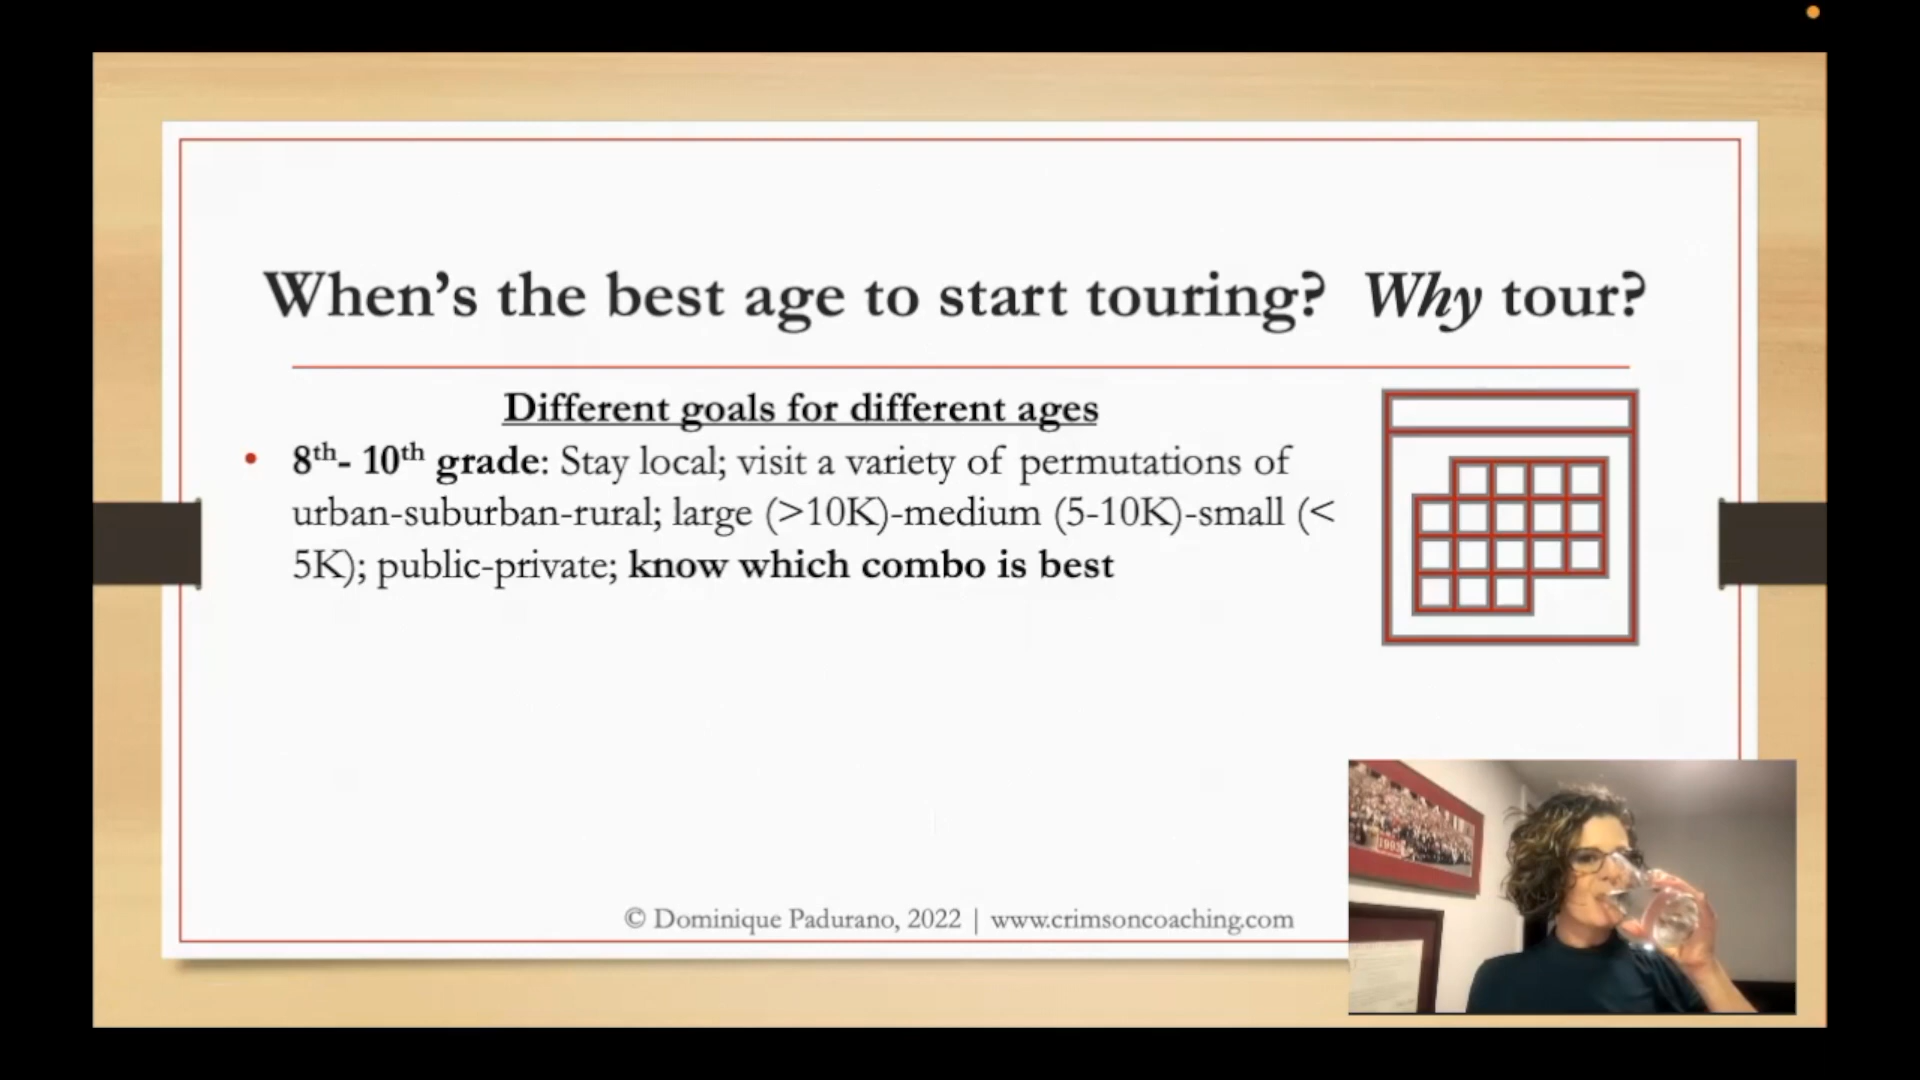 When’s the best age to start touring? Why tour?
Different goals for different ages
• 8th- 10th grade: Stay local; visit a variety of permutations of
urban-suburban-rural; large (>10K)-medium (5-10K)-small (<
5K); public-private; know which combo is best
© Dominique Padurano, 2022 | www.crimsoncoaching.com